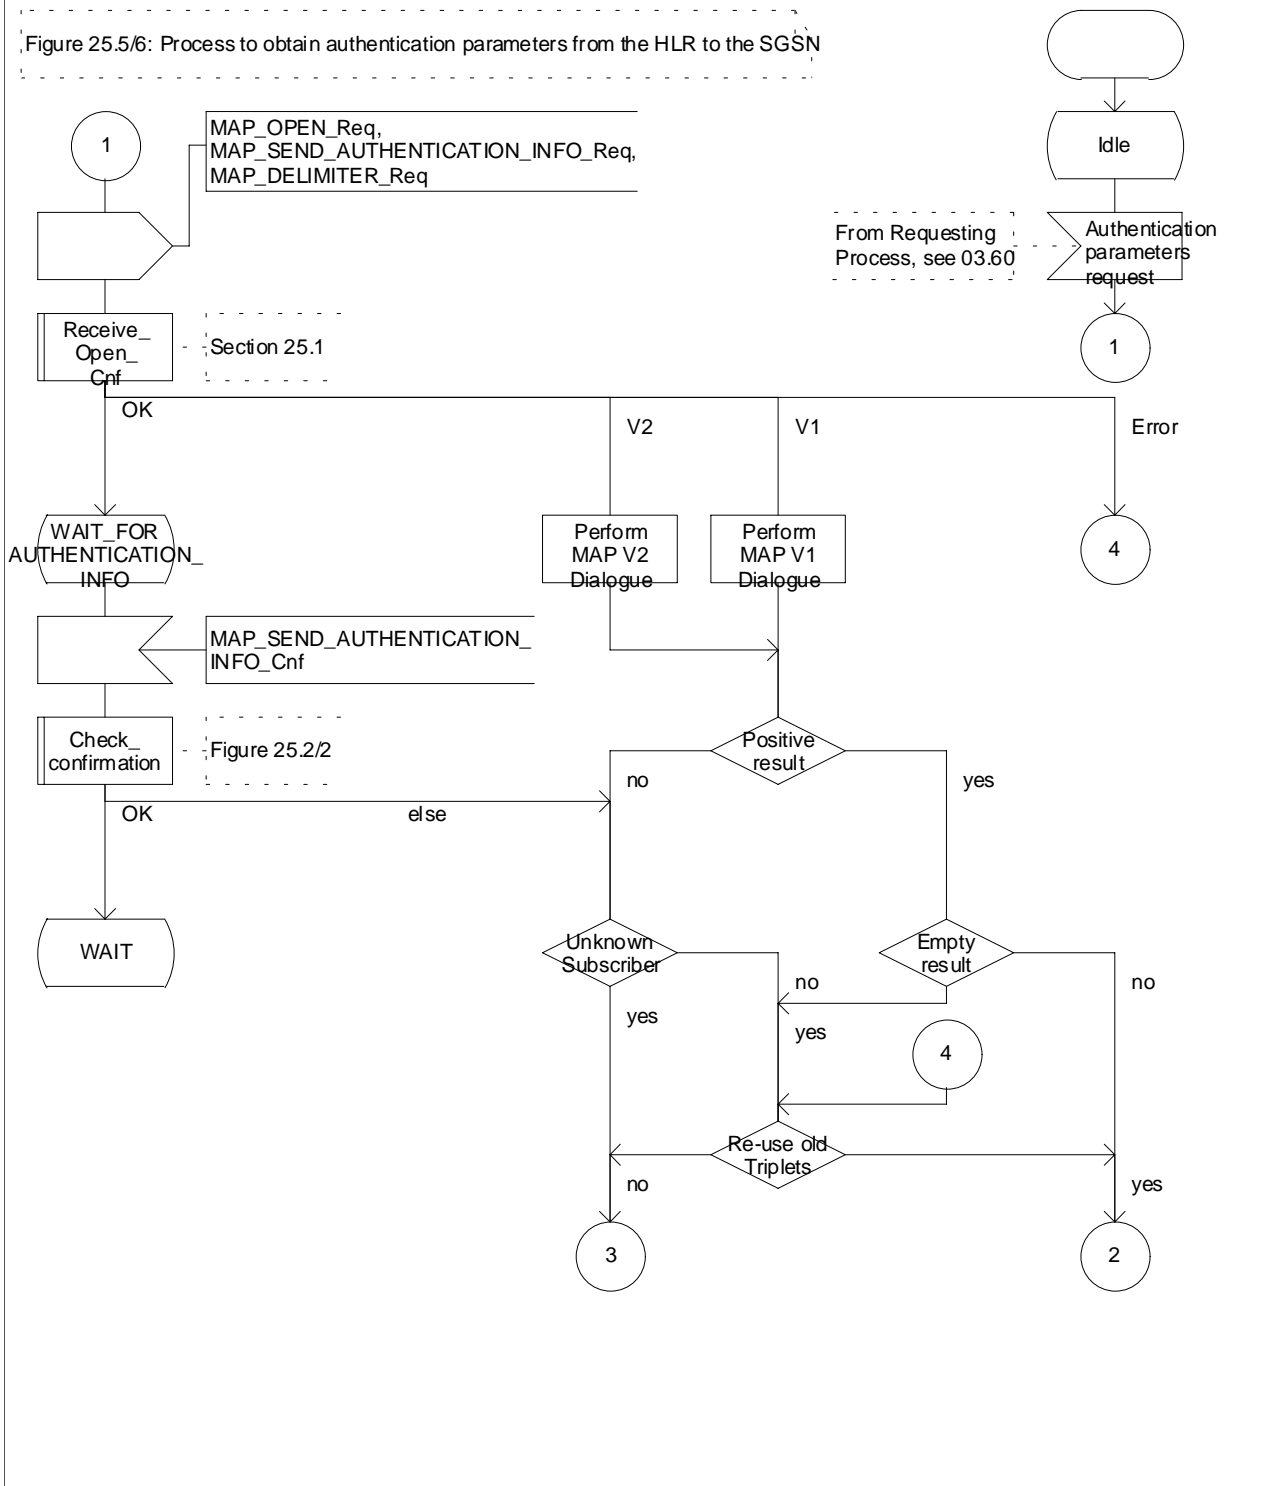 Figure 25.5/6: Process to obtain authentication parameters from the HLR to the SGSN
1
MAP_OPEN_Req,
MAP_SEND_AUTHENTICATION_INFO_Req,
MAP_DELIMITER_Req
Idle
From Requesting
Process, see 03.60
Authentication
parameters
request
Receive_
Open_
Cnf
Section 25.1
1
OK
V2
V1
Error
WAIT_FOR
AUTHENTICATION_
INFO
Perform
MAP V2
Dialogue
Perform
MAP V1
Dialogue
4
MAP_SEND_AUTHENTICATION_
INFO_Cnf
Check_
confirmation
Figure 25.2/2
Positive
result
no
yes
OK
else
WAIT
Unknown
Subscriber
Empty
result
no
no
yes
yes
4
Re-use old
Triplets
no
yes
3
2